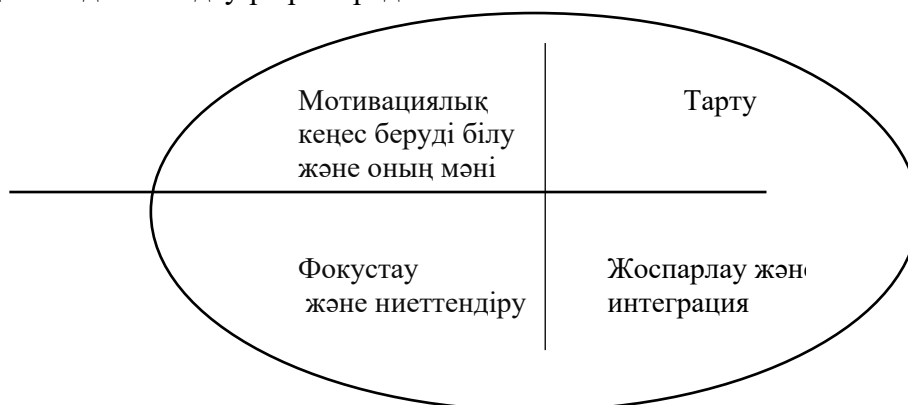 Мотивациялық
кеңес беруді білу
және оның мәні
Тарту
Фокустау
және ниеттендіру
Жоспарлау және
интеграция